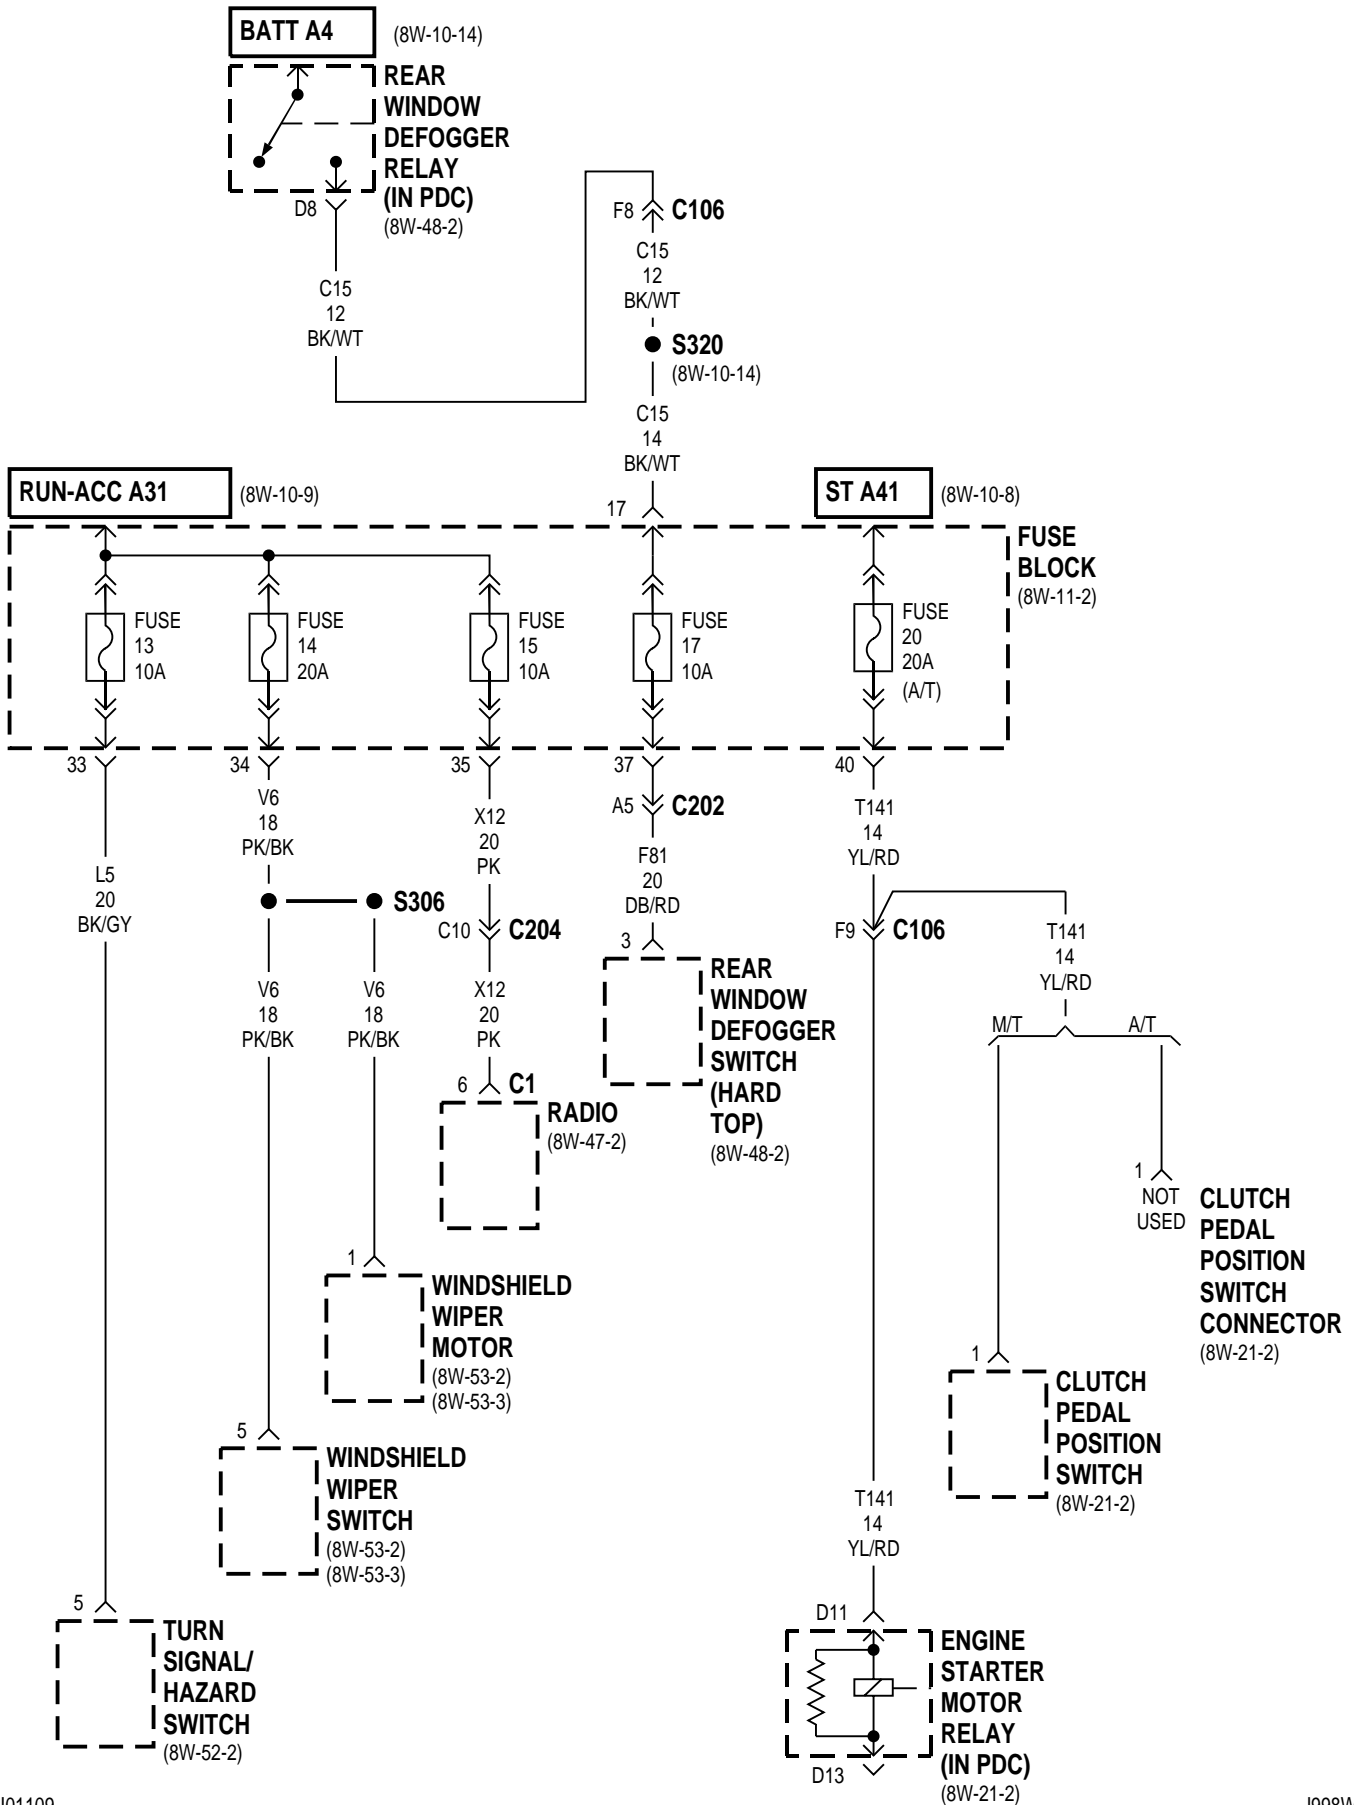 BATT A4 (8W-10-14)
REAR
WINDOW
DEFOGGER
RELAY
(IN PDC)
(8W-48-2)
D8
C15
12
BK/WT
F8 C106
C15
12
BK/WT
S320
(8W-10-14)
C15
14
BK/WT
17
RUN-ACC A31 (8W-10-9)
ST A41 (8W-10-8)
FUSE
BLOCK
(8W-11-2)
FUSE
13
10A
FUSE
14
20A
FUSE
15
10A
FUSE
17
10A
FUSE
20
20A
(A/T)
33
34
35
37
40
L5
20
BK/GY
V6
18
PK/BK
S306
V6
18
PK/BK
V6
18
PK/BK
X12
20
PK
C10 C204
X12
20
PK
6 C1
RADIO
(8W-47-2)
A5 C202
F81
20
DB/RD
3
REAR
WINDOW
DEFOGGER
SWITCH
(HARD
TOP)
(8W-48-2)
T141
14
YL/RD
F9 C106
T141
14
YL/RD
M/T A/T
1
NOT
USED
CLUTCH
PEDAL
POSITION
SWITCH
CONNECTOR
(8W-21-2)
1
CLUTCH
PEDAL
POSITION
SWITCH
(8W-21-2)
1
WINDSHIELD
WIPER
MOTOR
(8W-53-2)
(8W-53-3)
5
WINDSHIELD
WIPER
SWITCH
(8W-53-2)
(8W-53-3)
5
TURN
SIGNAL/
HAZARD
SWITCH
(8W-52-2)
T141
14
YL/RD
D11
ENGINE
STARTER
MOTOR
RELAY
(IN PDC)
(8W-21-2)
D13